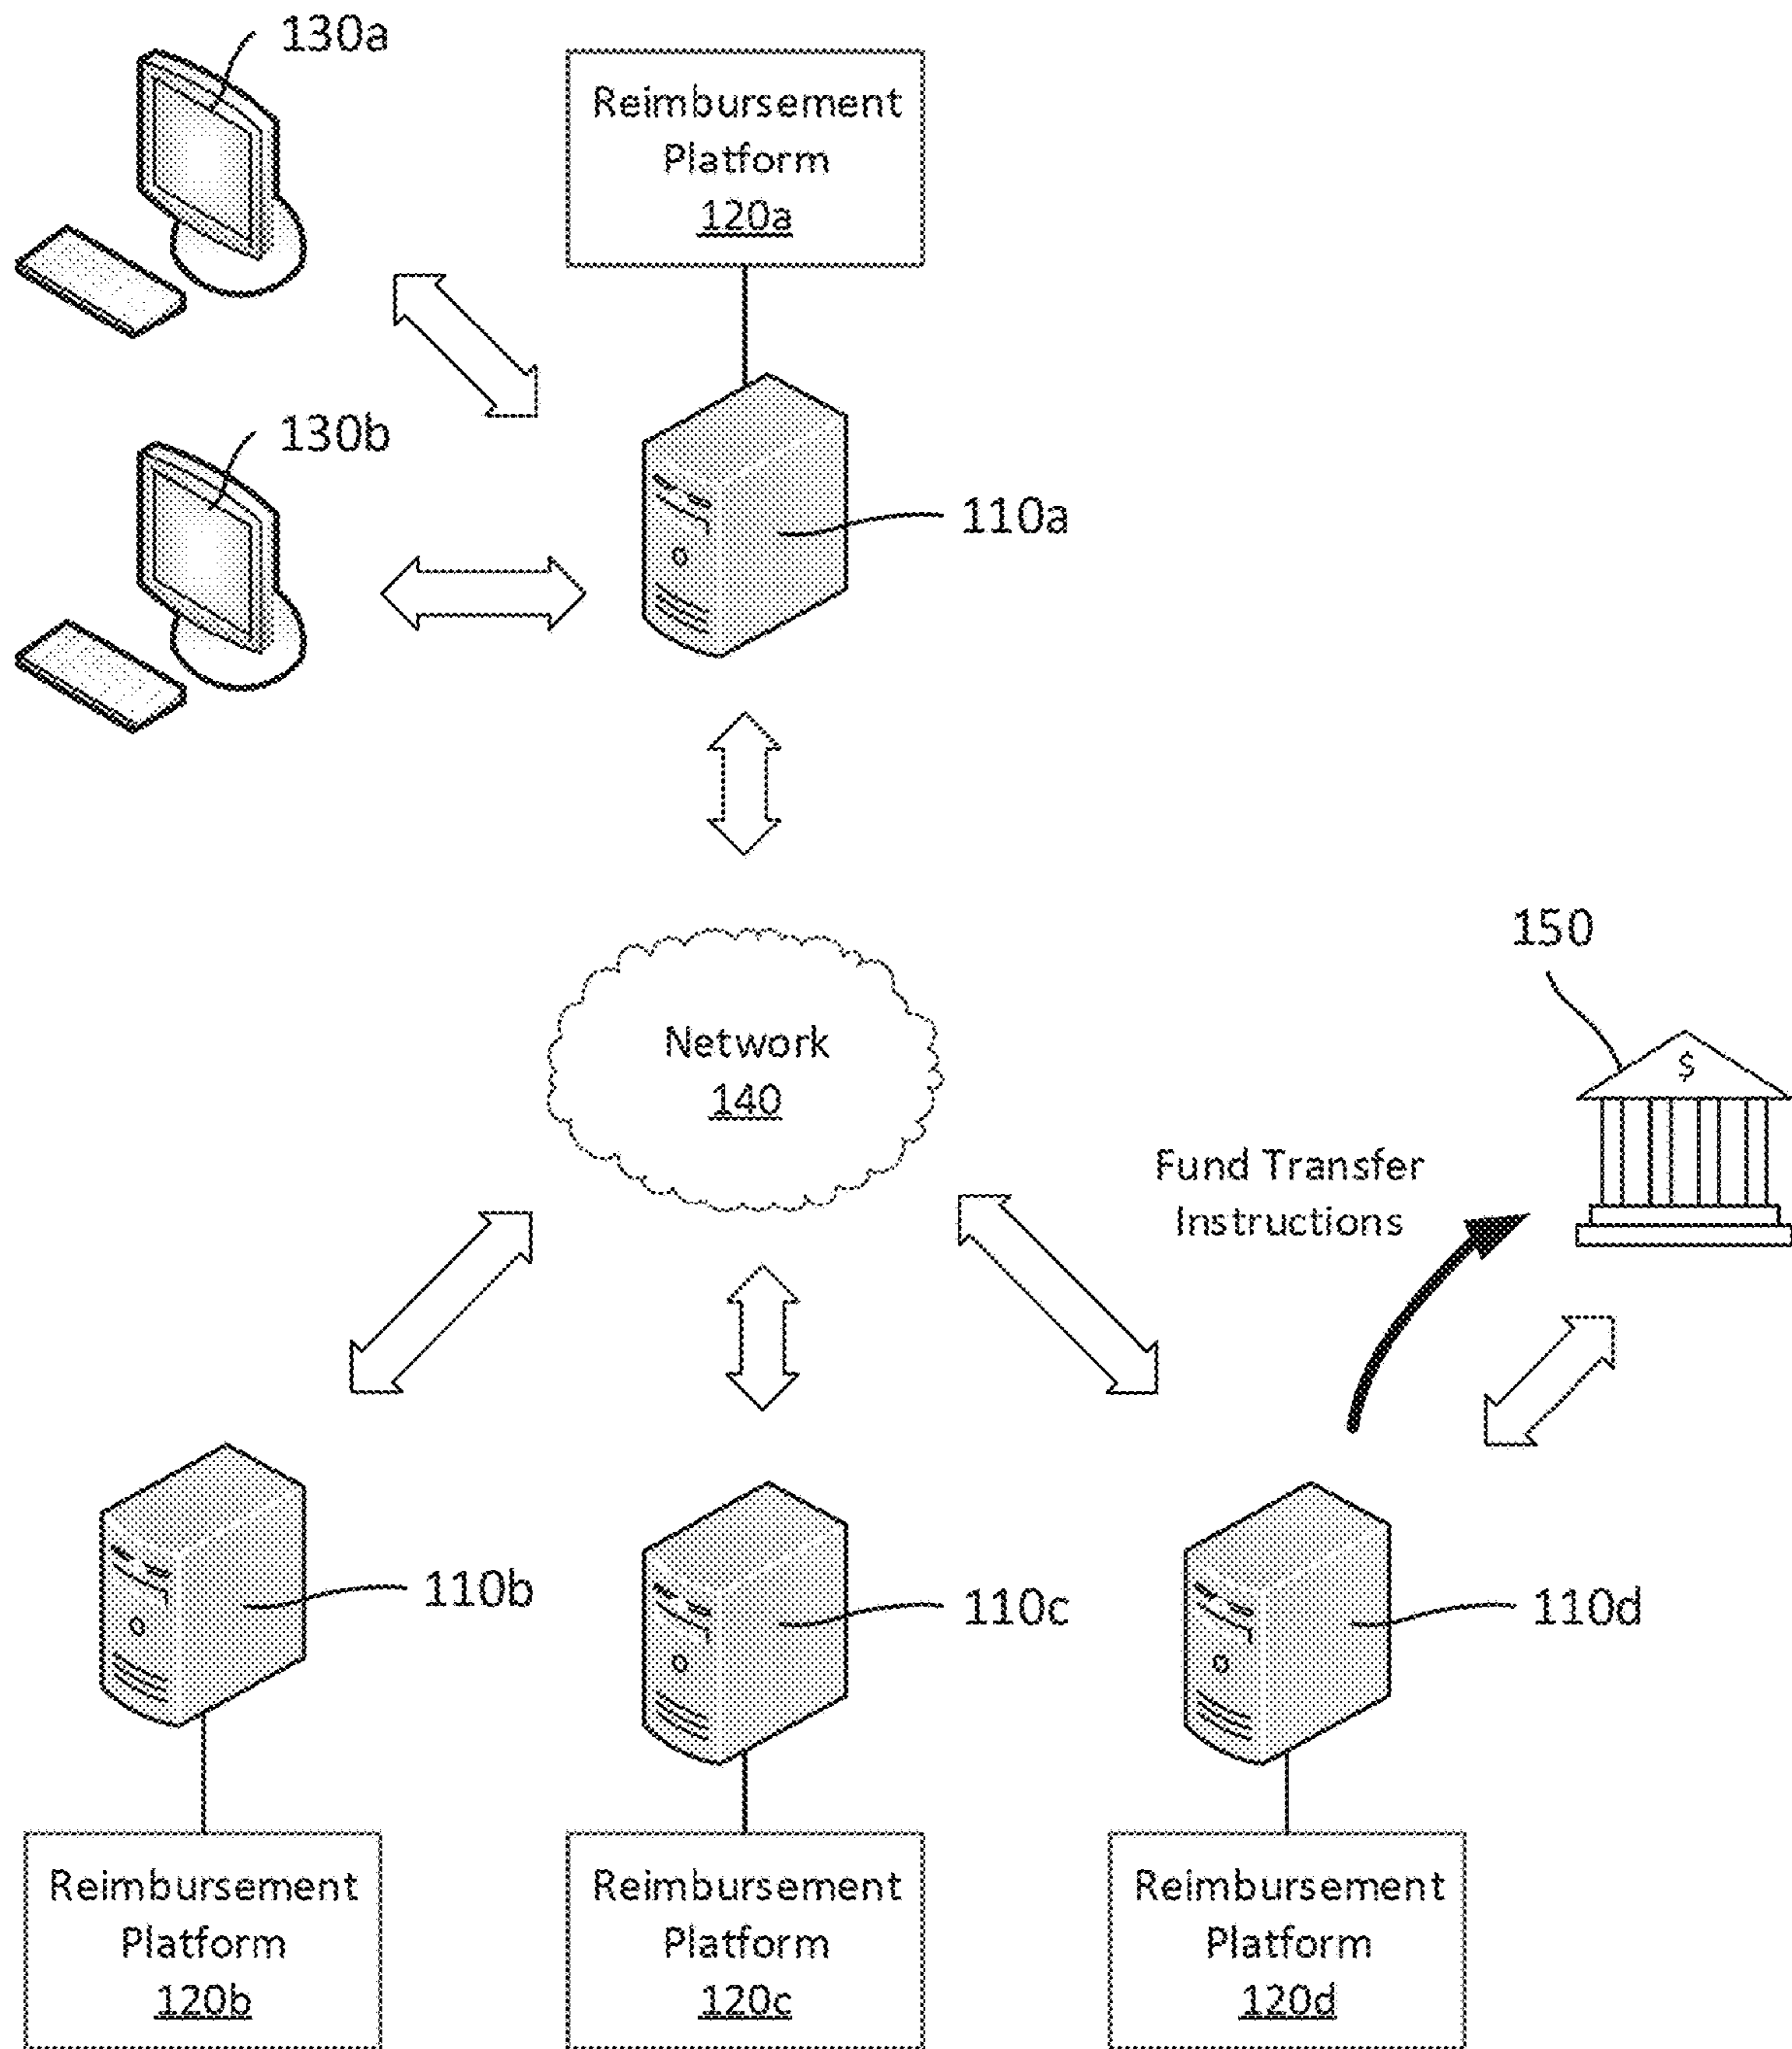 130a
Reimbursement
Platform
120a
130b
110a
150
$
Network
140
Fund Transfer
Instructions
110b
110c
110d
Reimbursement
Platform
120b
Reimbursement
Platform
120c
Reimbursement
Platform
120d